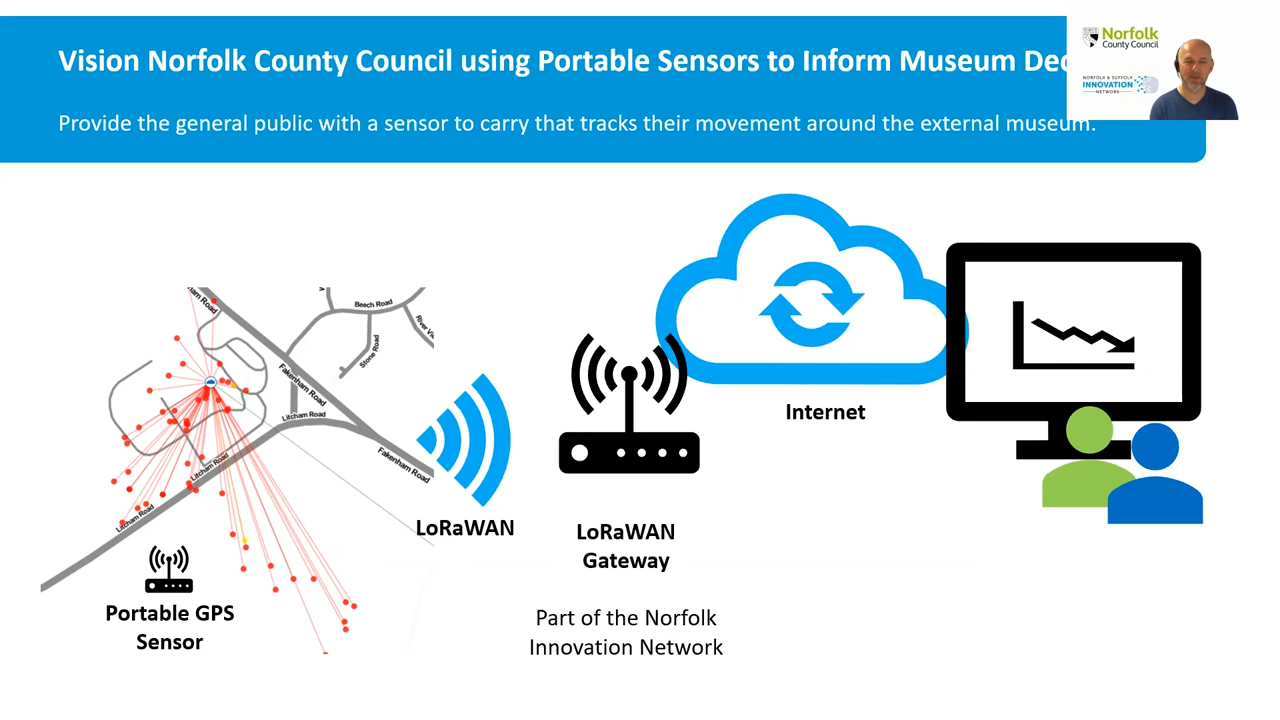 Vision Norfolk County Council using Portable Sensors to Inform Museum
Provide the general public with a sensor to carry that tracks their movement around the external museum.
Norfolk
County Council
NORFOLK & SUFFOLK
INNOVATION
NETWORK
Beech Road
Stone Road
Fakenham Road
Litcham Road
Fakenham Road
Litcham Road
Litcham Road
Internet
LoRaWAN
LoRaWAN
Gateway
Portable GPS
Sensor
Part of the Norfolk
Innovation Network